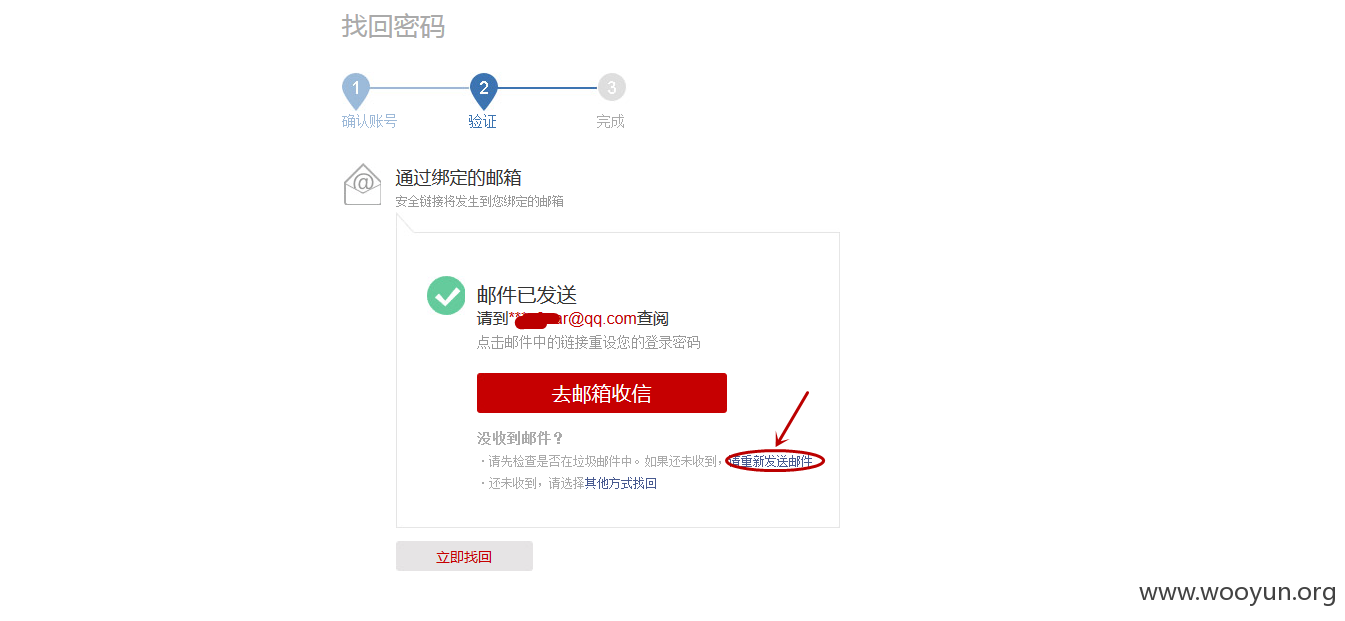 找回密码
1 2 3
确认账号 验证 完成
@
通过绑定的邮箱
安全链接将发生到您绑定的邮箱
邮件已发送
请到***r@qq.com查阅
点击邮件中的链接重设您的登录密码
去邮箱收信
没收到邮件？
·请先检查是否在垃圾邮件中。如果还未收到，请重新发送邮件
·还未收到，请选择其他方式找回
立即找回
www.wooyun.org